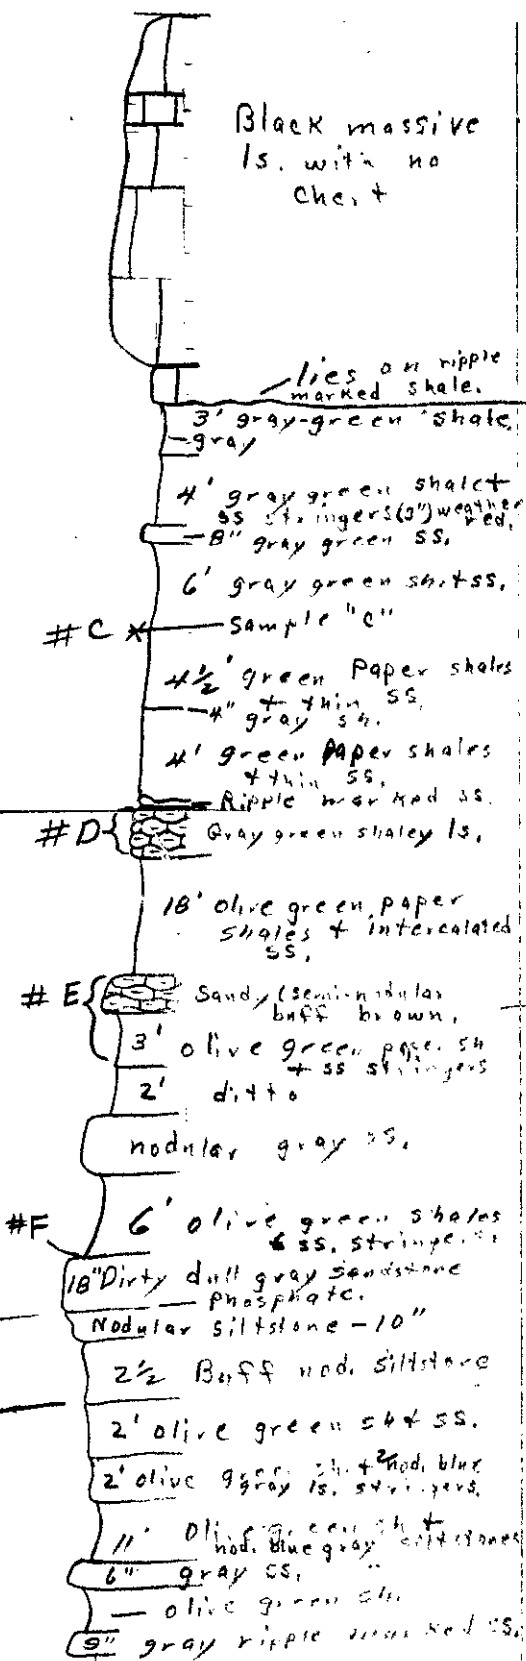 Black massive
ls. with no
chert
lies on ripple
marked shale.
3' gray-green shale
gray
4' gray green shale +
ss stringers (3") weather
red.
8" gray green ss.
6' gray green sh. + ss.
#C x Sample "C"
4½' green Paper shales
+ thin ss.
4" gray sh.
4' green paper shales
+ thin ss.
Ripple marked ss.
#D { Gray green shaley ls.
18' olive green paper
shales + intercalated
ss.
#E { Sandy (semi-nodular
buff brown.
3' olive green paper sh
+ ss stringers
2' ditto
nodular gray ss.
#F 6' olive green shales
& ss. stringers
18" Dirty dull gray sandstone
Phosphate.
Nodular siltstone - 10"
2½ Buff nod. siltstone
2' olive green sh + ss.
2' olive green sh. + 2" nod. blue
gray ls. stringers.
11' Olive green sh +
nod. blue gray siltstones
6" gray ss.
olive green sh.
9" gray ripple marked ss.